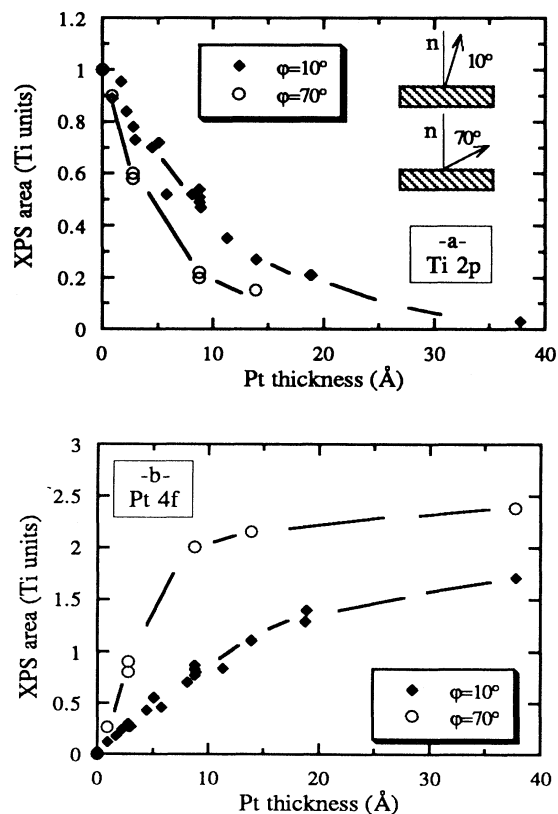 1.2
1
0.8
0.6
0.4
0.2
0
XPS area (Ti units)
φ=10°
φ=70°
n
10°
n
70°
-a-
Ti 2p
0 10 20 30 40
Pt thickness (Å)
3
2.5
2
1.5
1
0.5
0
XPS area (Ti units)
-b-
Pt 4f
φ=10°
φ=70°
0 10 20 30 40
Pt thickness (Å)